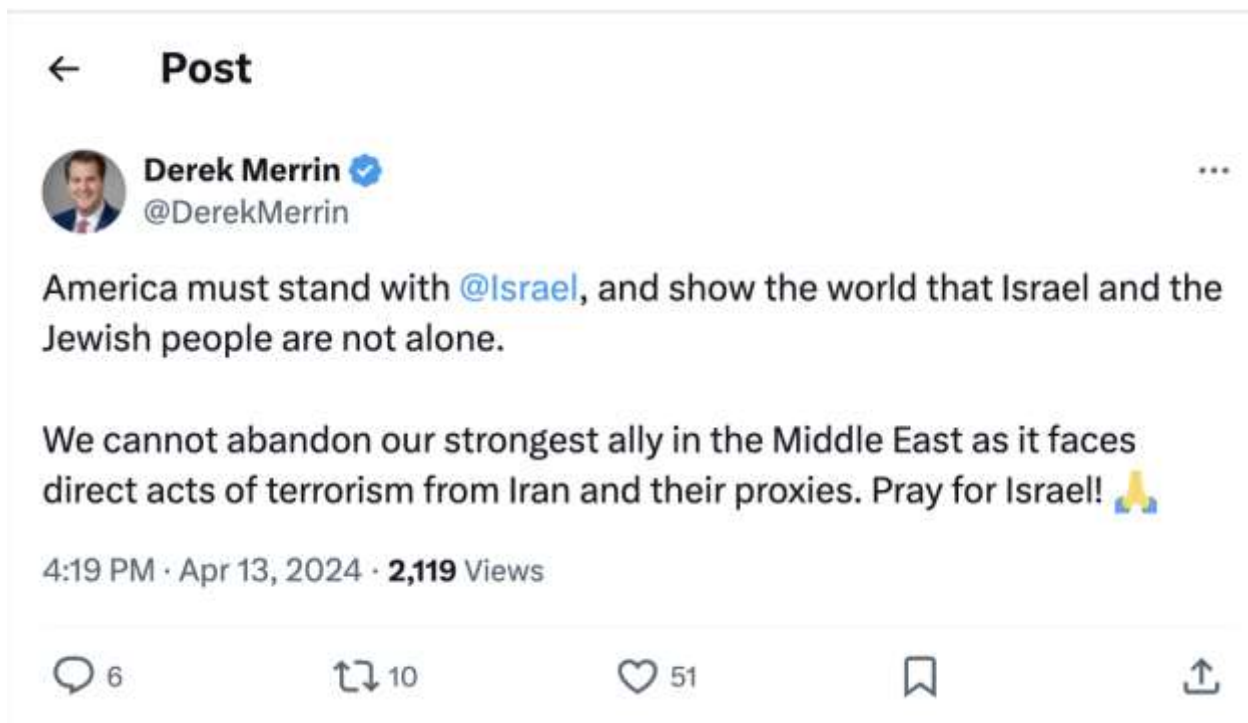 Post
Derek Merrin
@DerekMerrin
America must stand with @Israel, and show the world that Israel and the
Jewish people are not alone.
We cannot abandon our strongest ally in the Middle East as it faces
direct acts of terrorism from Iran and their proxies. Pray for Israel! 🙏
4:19 PM · Apr 13, 2024 · 2,119 Views
6 10 51